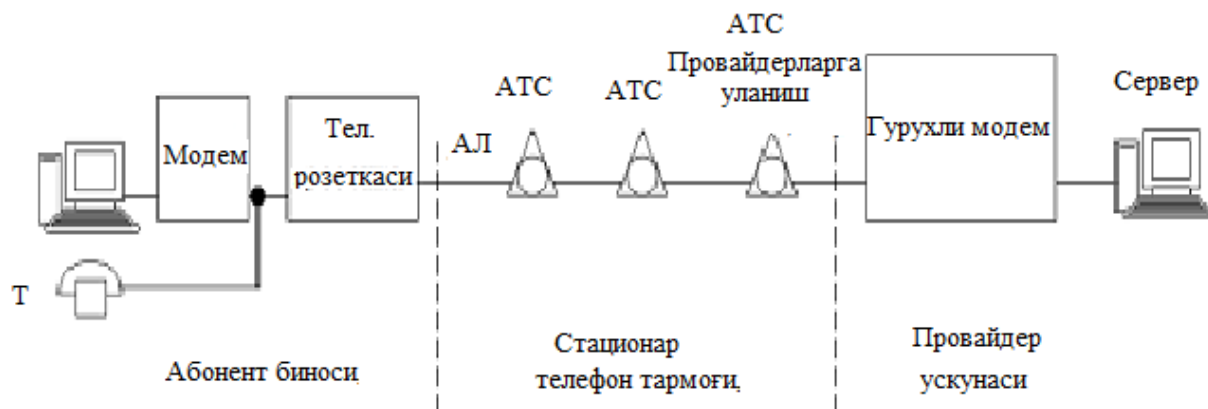 АТС
Провайдерларга
уланиш
АТС
АТС
Сервер
Модем
Тел.
розеткаси
АЛ
Гурухли модем
Т
Абонент биноси
Стационар
телефон тармоғи
Провайдер
ускунаси